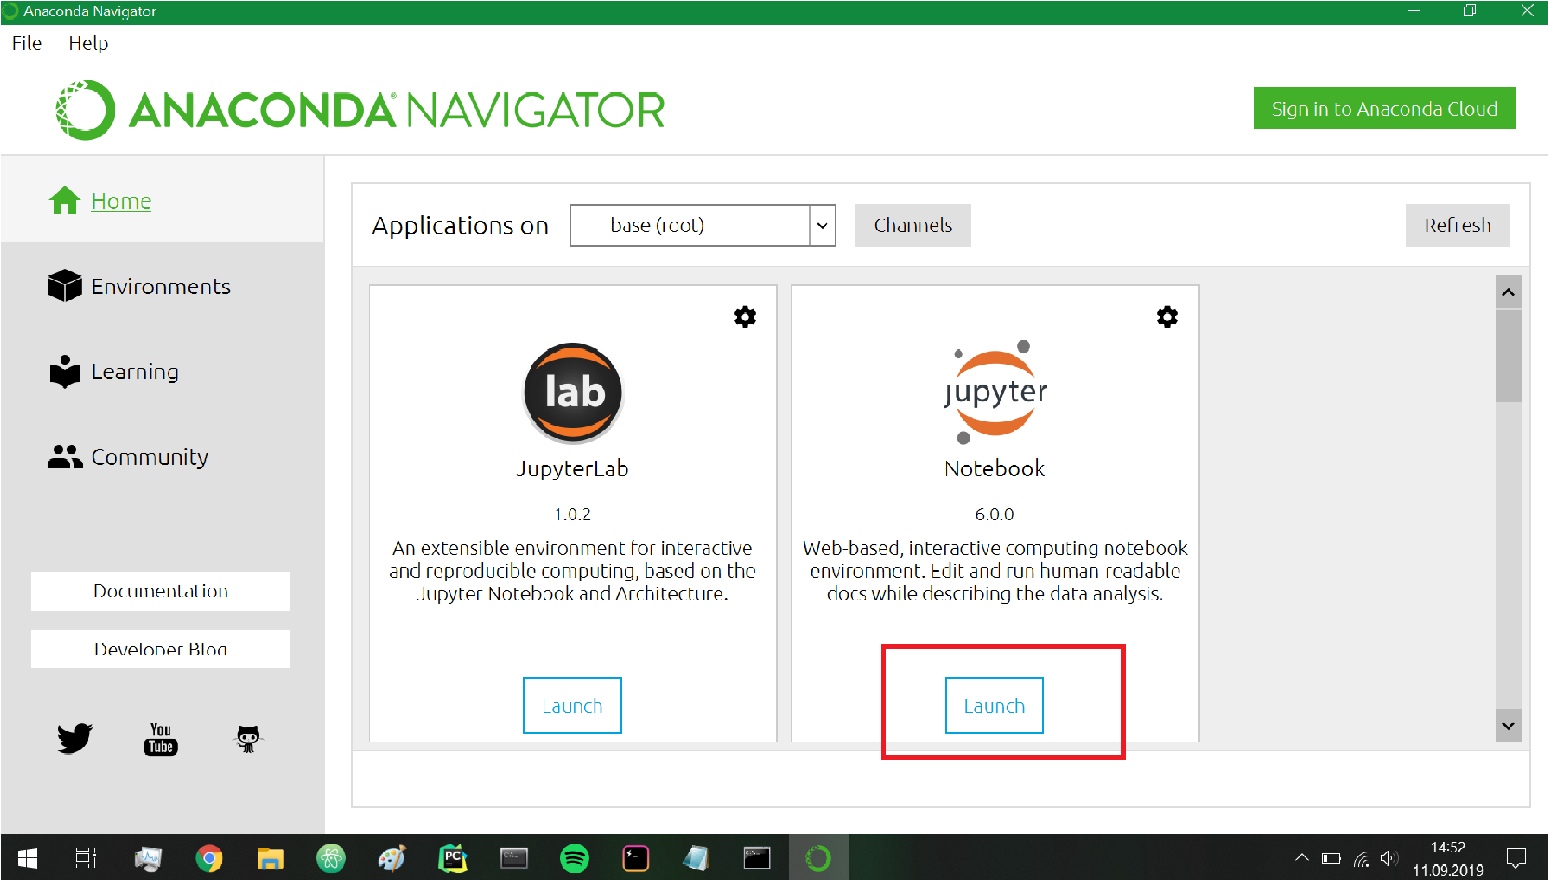 Anaconda Navigator
File Help
ANACONDA NAVIGATOR
Sign in to Anaconda Cloud
Home
Environments
Learning
Community
Documentation
Developer Blog
You
Tube
Applications on base (root) Channels Refresh
lab
JupyterLab
1.0.2
An extensible environment for interactive
and reproducible computing, based on the
Jupyter Notebook and Architecture.
Launch
jupyter
Notebook
6.0.0
Web-based, interactive computing notebook
environment. Edit and run human-readable
docs while describing the data analysis.
Launch
PC
14:52
11.09.2019